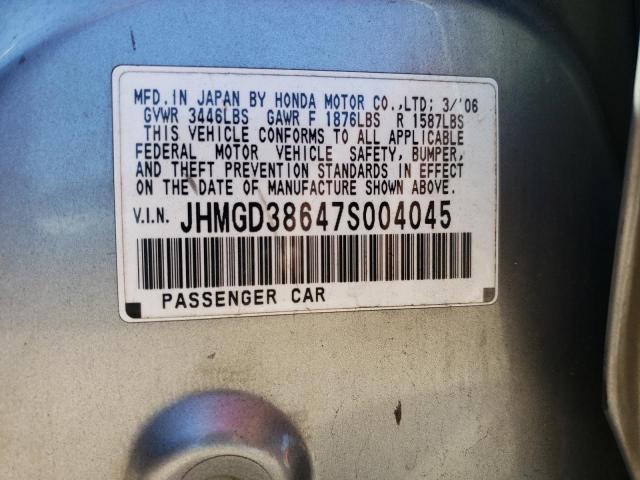 MFD.IN JAPAN BY HONDA MOTOR CO.,LTD; 3/'06
GVWR 3446LBS GAWR F 1876LBS R 1587LBS
THIS VEHICLE CONFORMS TO ALL APPLICABLE
FEDERAL MOTOR VEHICLE SAFETY, BUMPER,
AND THEFT PREVENTION STANDARDS IN EFFECT
ON THE DATE OF MANUFACTURE SHOWN ABOVE.
V.I.N. JHMGD38647S004045
PASSENGER CAR